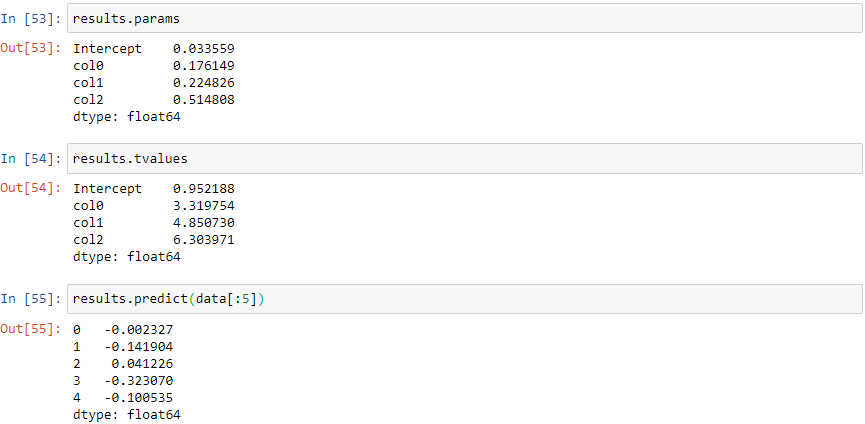 In [53]: results.params
Out[53]: Intercept    0.033559
col0         0.176149
col1         0.224826
col2         0.514808
dtype: float64
In [54]: results.tvalues
Out[54]: Intercept    0.952188
col0         3.319754
col1         4.850730
col2         6.303971
dtype: float64
In [55]: results.predict(data[:5])
Out[55]: 0   -0.002327
1   -0.141904
2    0.041226
3   -0.323070
4   -0.100535
dtype: float64